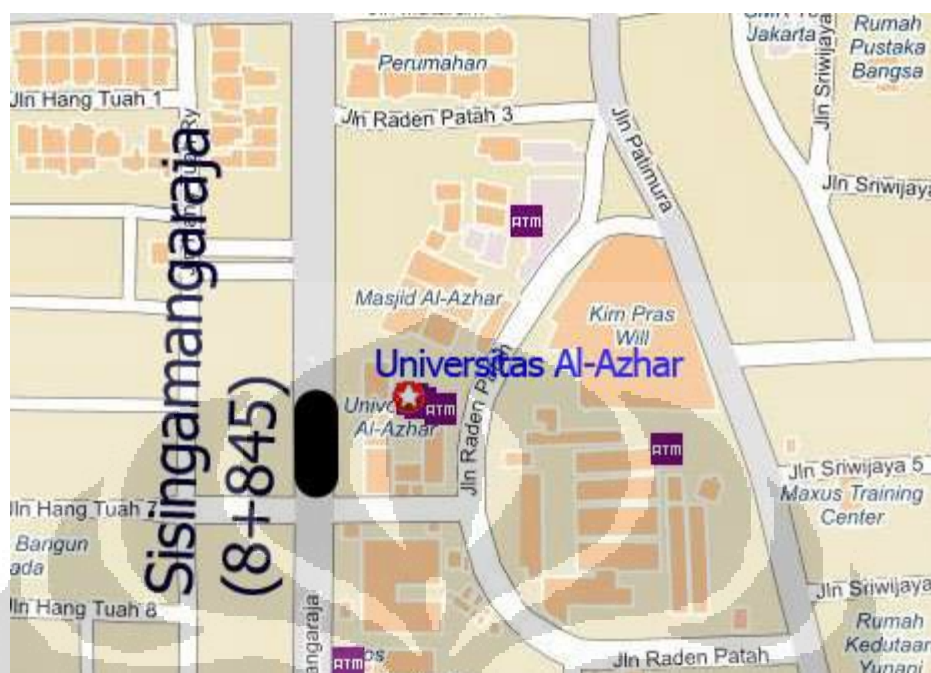 Jakarta
Rumah
Pustaka
Bangsa
Perumahan
Jln Sriwijaya
Jln Hang Tuah 1
Jln Raden Patah 3
Jln Patimura
Jln Sriwijaya
ATM
Masjid Al-Azhar
Kim Pras
Will
Universitas Al-Azhar
Sisingamangaraja
(8+845)
ATM
Al-Azhar
Jln Raden Patah
ATM
Jln Sriwijaya 5
Maxus Training
Center
Jln Hang Tuah 7
Bangun
Jln Hang Tuah 8
Jln Sriwijaya
Rumah
Kedutaan
Yunani
ATM
Jln Raden Patah